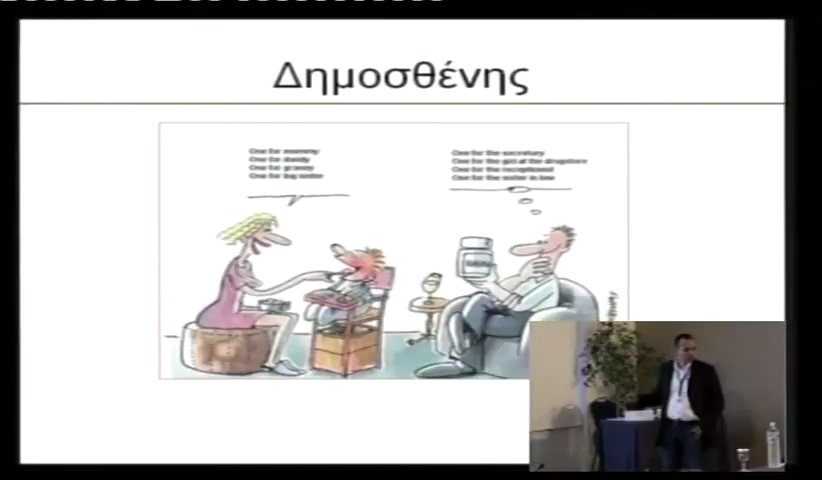 Δημοσθένης
One for mommy
One for daddy
One for granny
One for big sister
One for the secretary
One for the girl at the drugstore
One for the receptionist
One for the sister in law